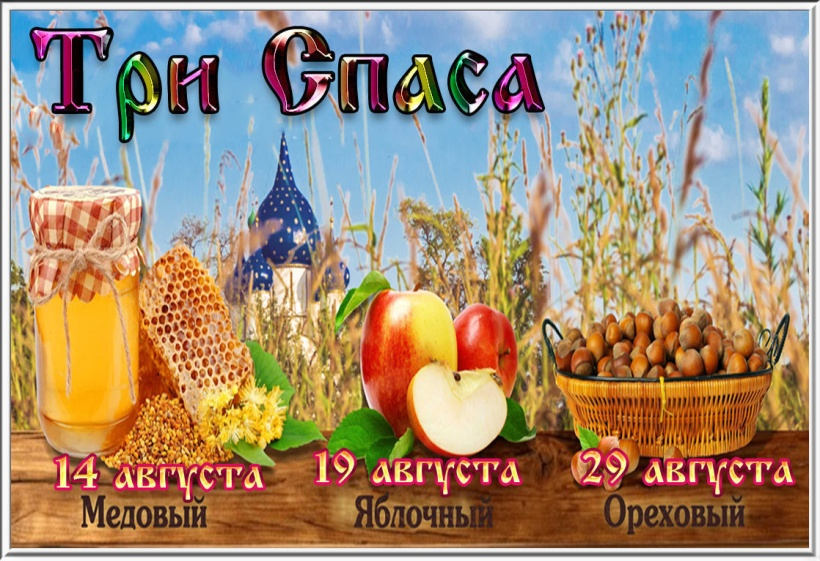 Три Спаса
14 августа
Медовый
19 августа
Яблочный
29 августа
Ореховый